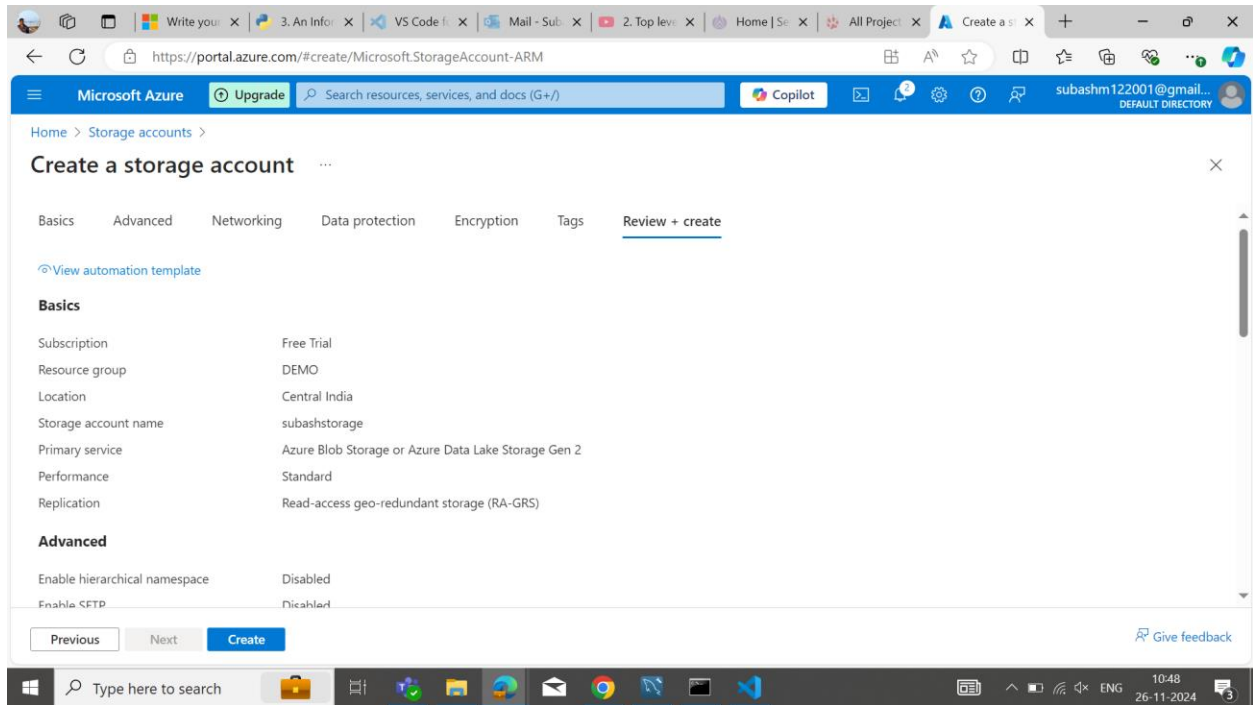 Write your
3. An Infor
VS Code f
Mail - Sub
2. Top leve
Home | Se
All Project
Create a st
https://portal.azure.com/#create/Microsoft.StorageAccount-ARM
Microsoft Azure
Upgrade
Search resources, services, and docs (G+/)
Copilot
2
subashm122001@gmail...
DEFAULT DIRECTORY
Home > Storage accounts >
Create a storage account ...
Basics Advanced Networking Data protection Encryption Tags Review + create
View automation template
Basics
Subscription Free Trial
Resource group DEMO
Location Central India
Storage account name subashstorage
Primary service Azure Blob Storage or Azure Data Lake Storage Gen 2
Performance Standard
Replication Read-access geo-redundant storage (RA-GRS)
Advanced
Enable hierarchical namespace Disabled
Enable SFTP Disabled
Previous Next Create Give feedback
Type here to search
ENG
10:48
26-11-2024
3